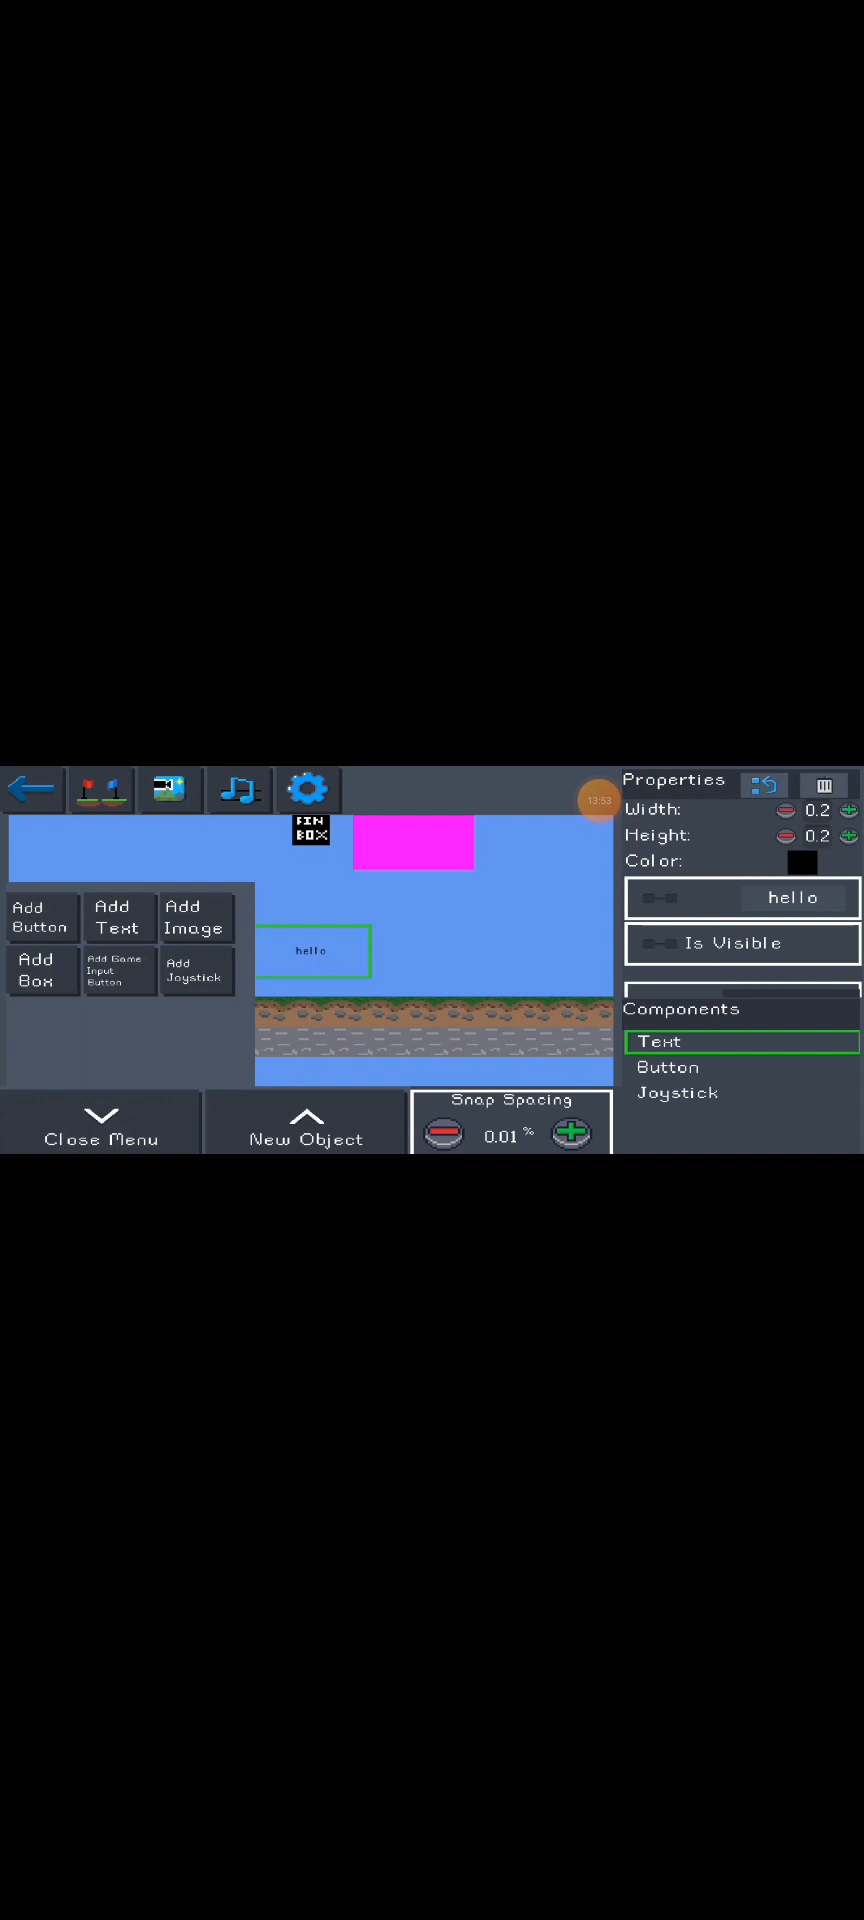 13:53
Properties
Width: 0.2
Height: 0.2
Color:
hello
Is Visible
Components
Text
Button
Joystick
BOX
Add
Button
Add
Text
Add
Image
Add
Box
Add Game
Input
Button
Add
Joystick
hello
Close Menu
New Object
Snap Spacing
0.01 %